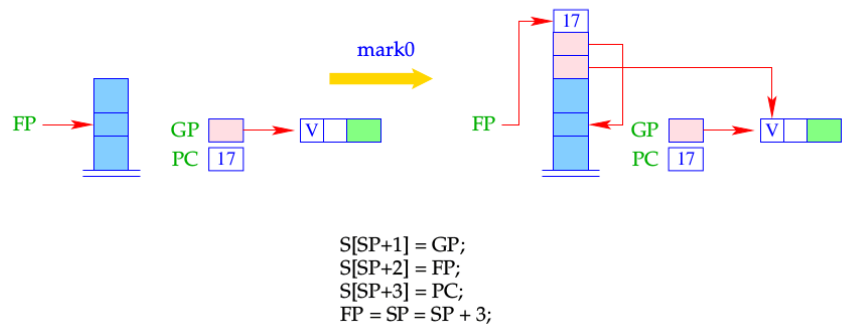 17
mark0
FP
GP
V
PC
17
FP
GP
V
PC
17
S[SP+1] = GP;
S[SP+2] = FP;
S[SP+3] = PC;
FP = SP = SP + 3;